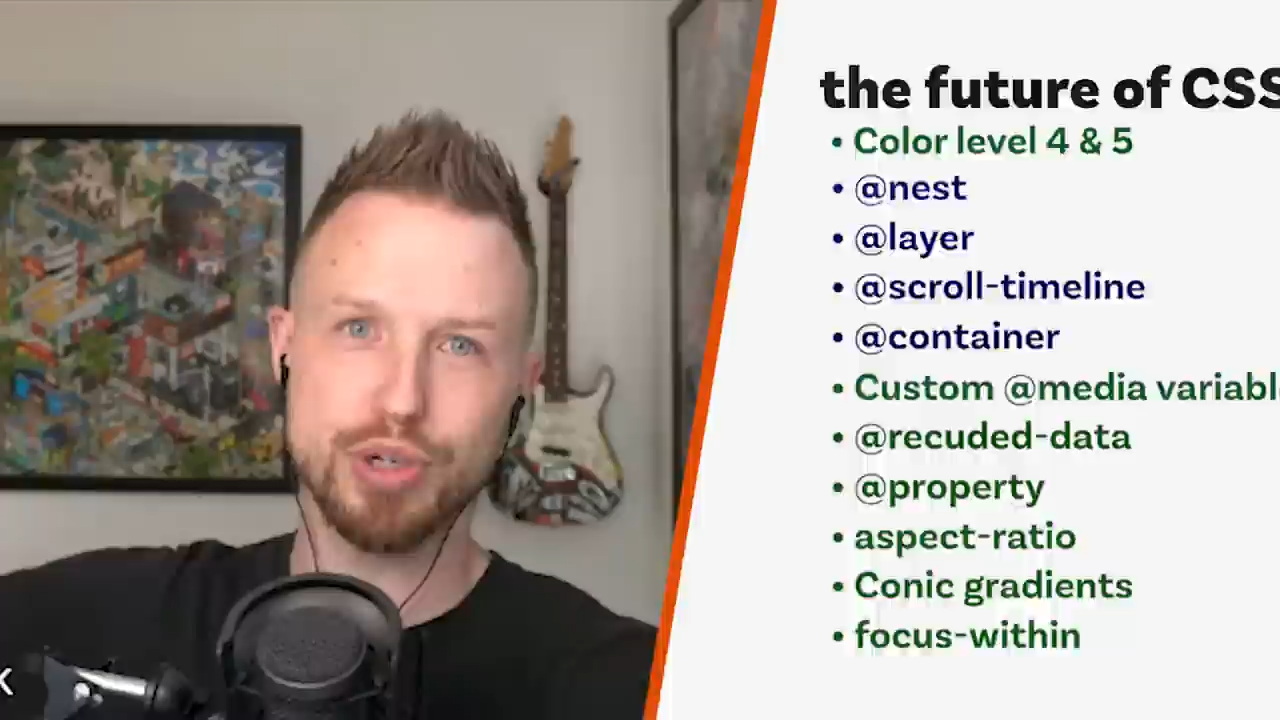 the future of CSS
• Color level 4 & 5
• @nest
• @layer
• @scroll-timeline
• @container
• Custom @media variabl
• @recuded-data
• @property
• aspect-ratio
• Conic gradients
• focus-within